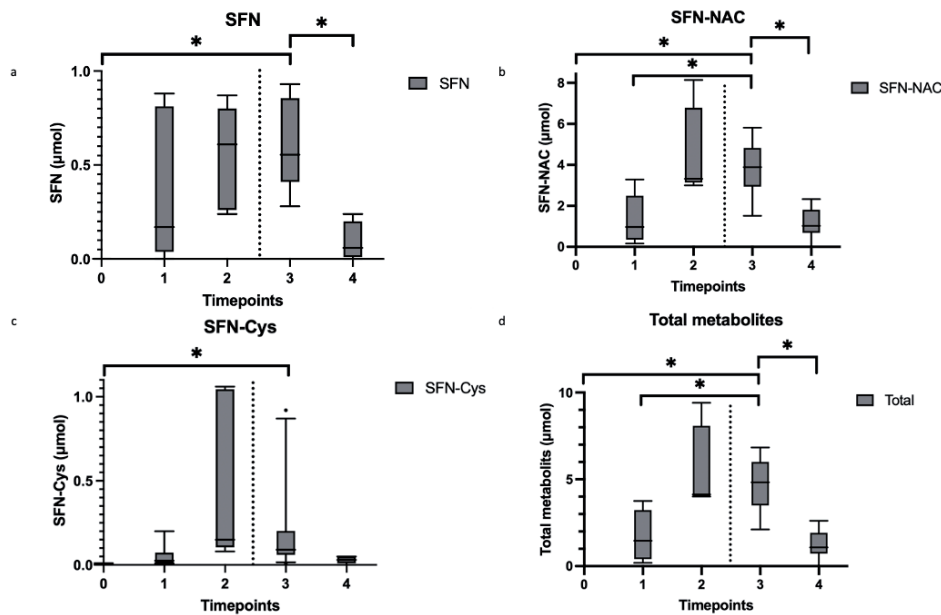 a
SFN
*
*
SFN
SFN (μmol)
1.0
0.5
0.0
0
1
2
3
4
Timepoints
b
SFN-NAC
*
*
*
SFN-NAC
SFN-NAC (μmol)
8
6
4
2
0
0
1
2
3
4
Timepoints
c
SFN-Cys
*
SFN-Cys
SFN-Cys (μmol)
1.0
0.5
0.0
0
1
2
3
4
Timepoints
d
Total metabolites
*
*
*
Total
Total metabolits (μmol)
10
5
0
0
1
2
3
4
Timepoints